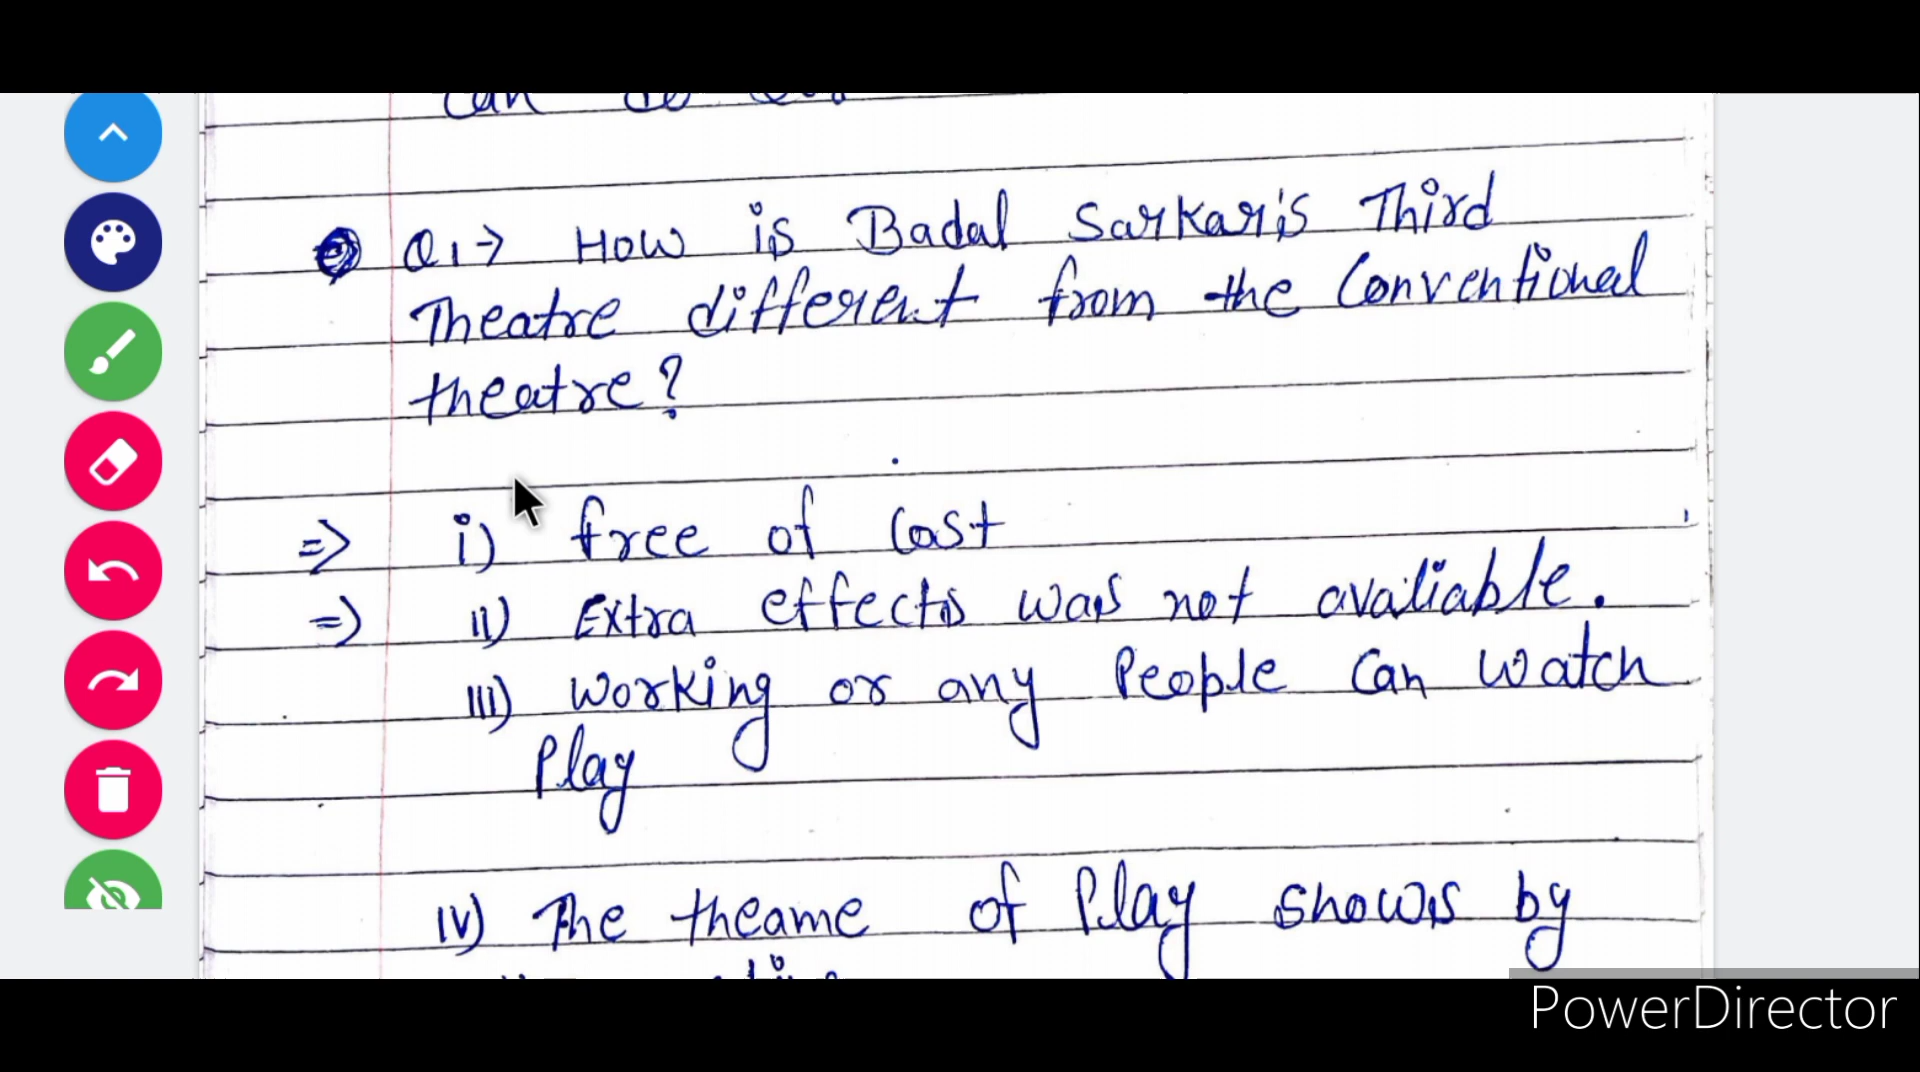 can
Q1→ How is Badal Sarkar's Third
Theatre different from the Conventional
theatre?
=> i) free of cost
=) ii) Extra effects was not avaliable.
iii) working or any People can watch
Play
iv) The theame of Play shows by
PowerDirector